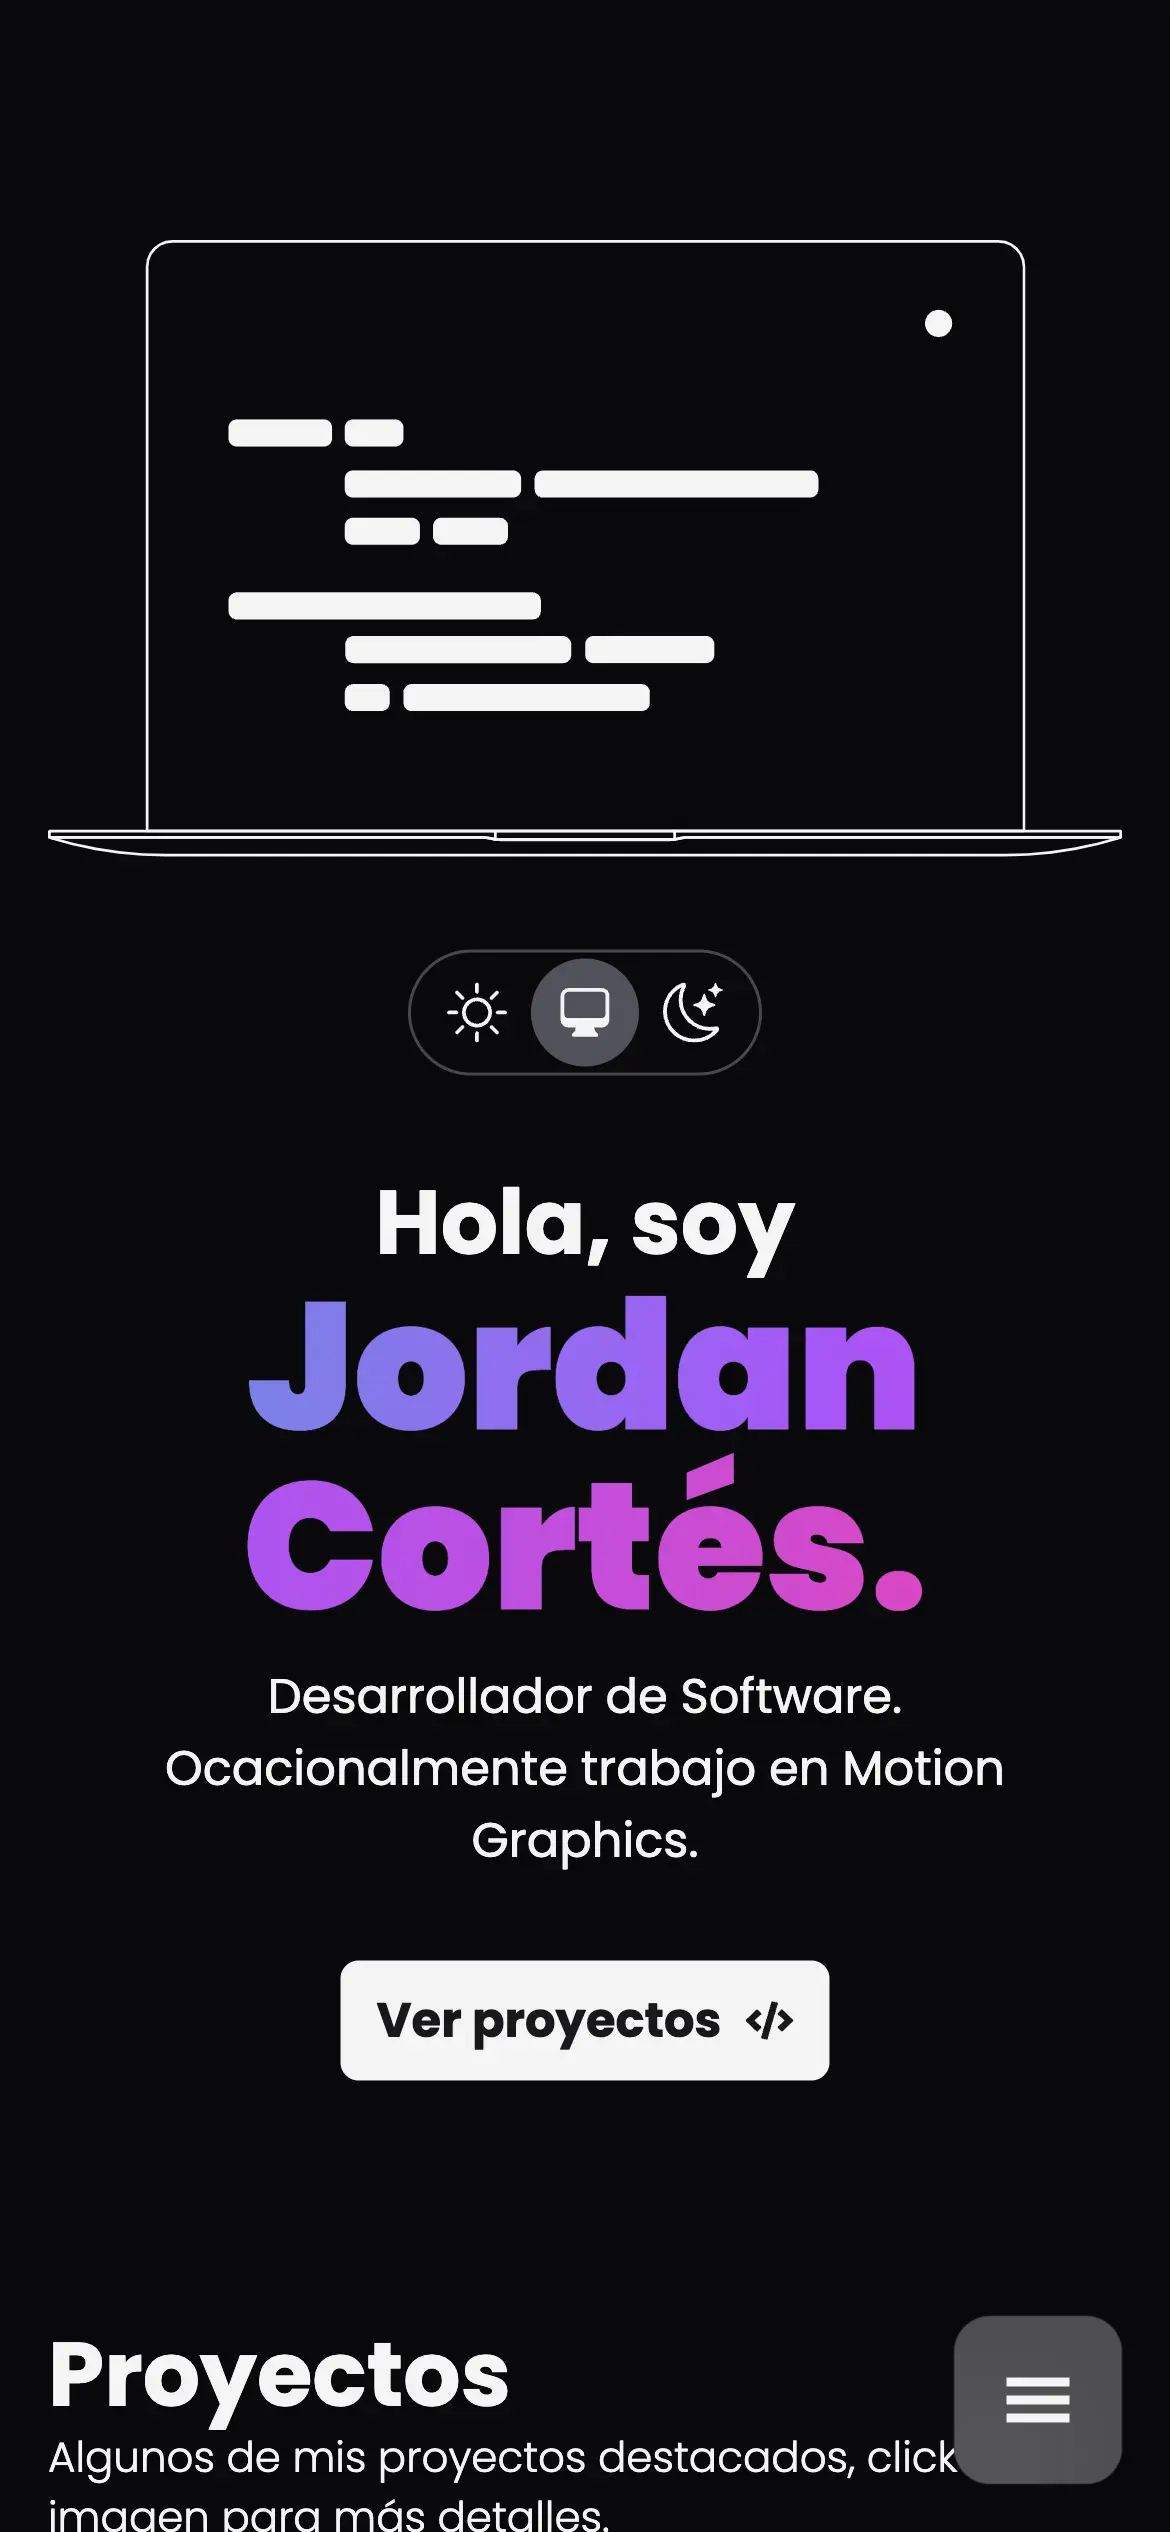 Hola, soy
Jordan
Cortés.
Desarrollador de Software.
Ocacionalmente trabajo en Motion
Graphics.
Ver proyectos </>
Proyectos
Algunos de mis proyectos destacados, click
imagen para más detalles.